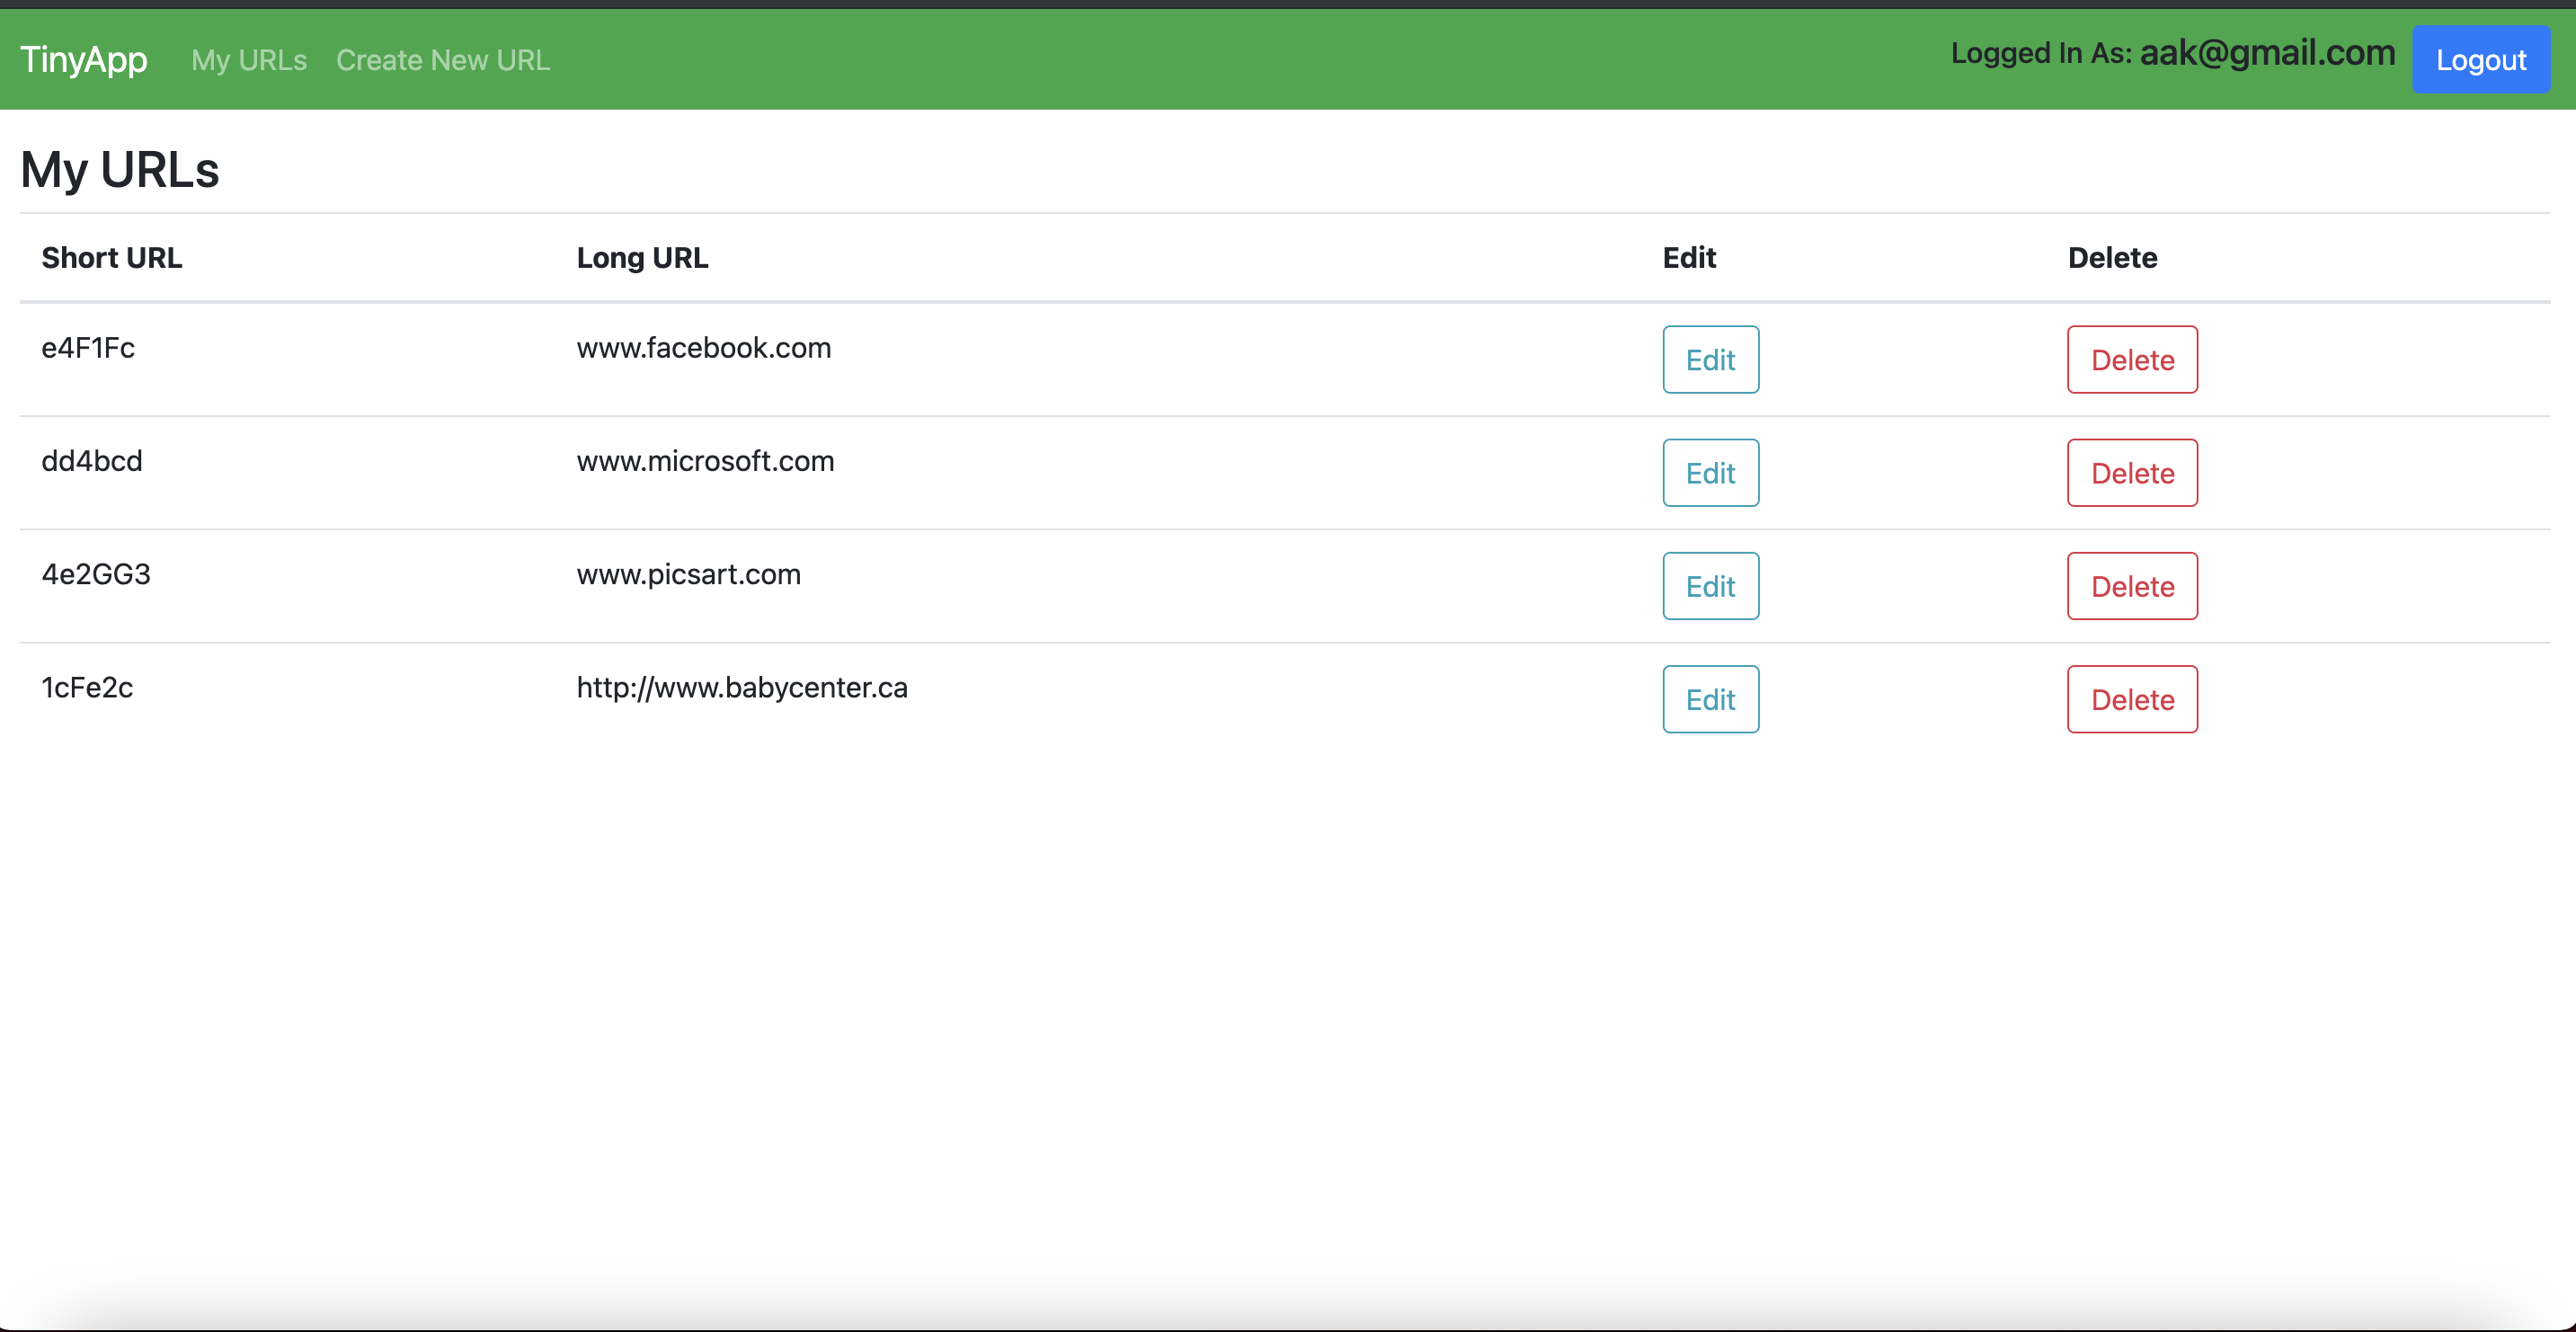 TinyApp My URLs Create New URL Logged In As: aak@gmail.com Logout
My URLs
Short URL Long URL Edit Delete
e4F1Fc www.facebook.com Edit Delete
dd4bcd www.microsoft.com Edit Delete
4e2GG3 www.picsart.com Edit Delete
1cFe2c http://www.babycenter.ca Edit Delete